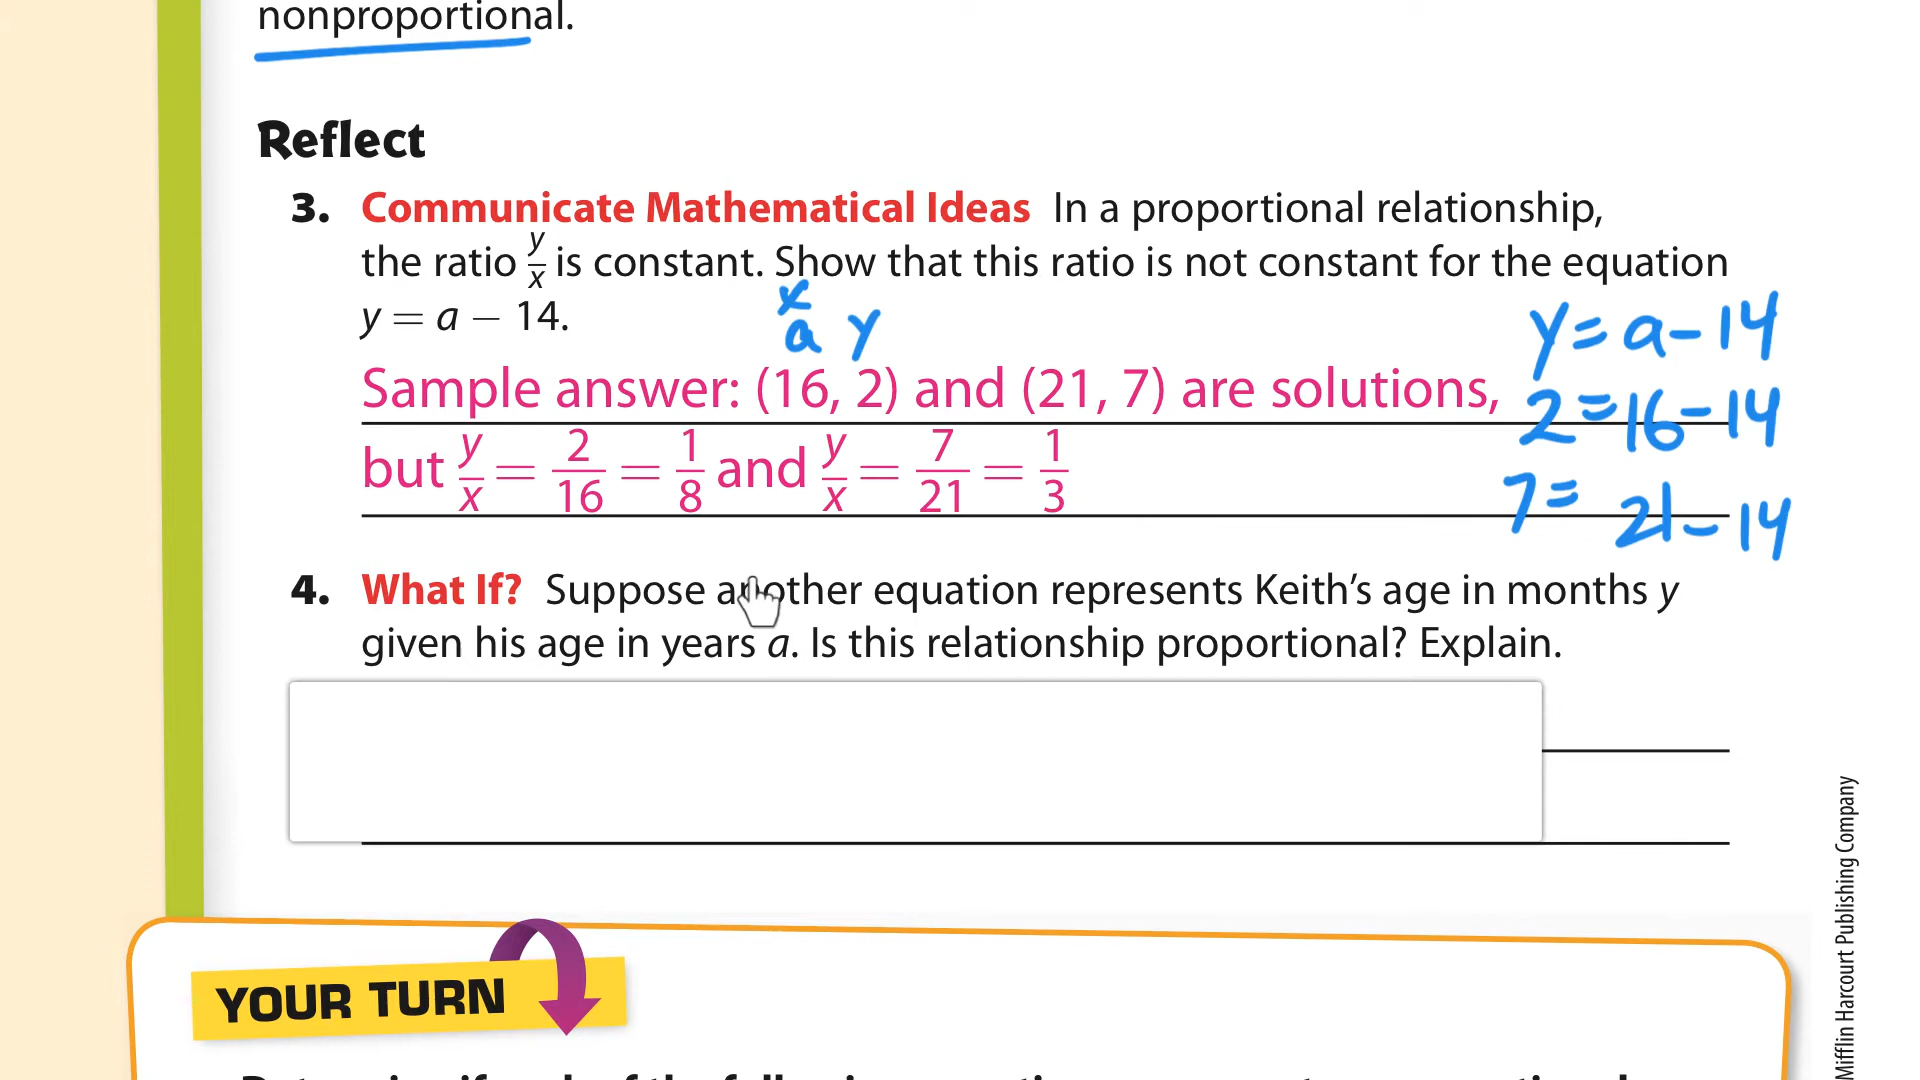 nonproportional.
Reflect
3. Communicate Mathematical Ideas In a proportional relationship,
the ratio y/x is constant. Show that this ratio is not constant for the equation
y = a − 14.
x
a y
y = a - 14
Sample answer: (16, 2) and (21, 7) are solutions,
2 = 16 - 14
but y/x = 2/16 = 1/8 and y/x = 7/21 = 1/3
7 = 21 - 14
4. What If? Suppose another equation represents Keith's age in months y
given his age in years a. Is this relationship proportional? Explain.
YOUR TURN
Mifflin Harcourt Publishing Company